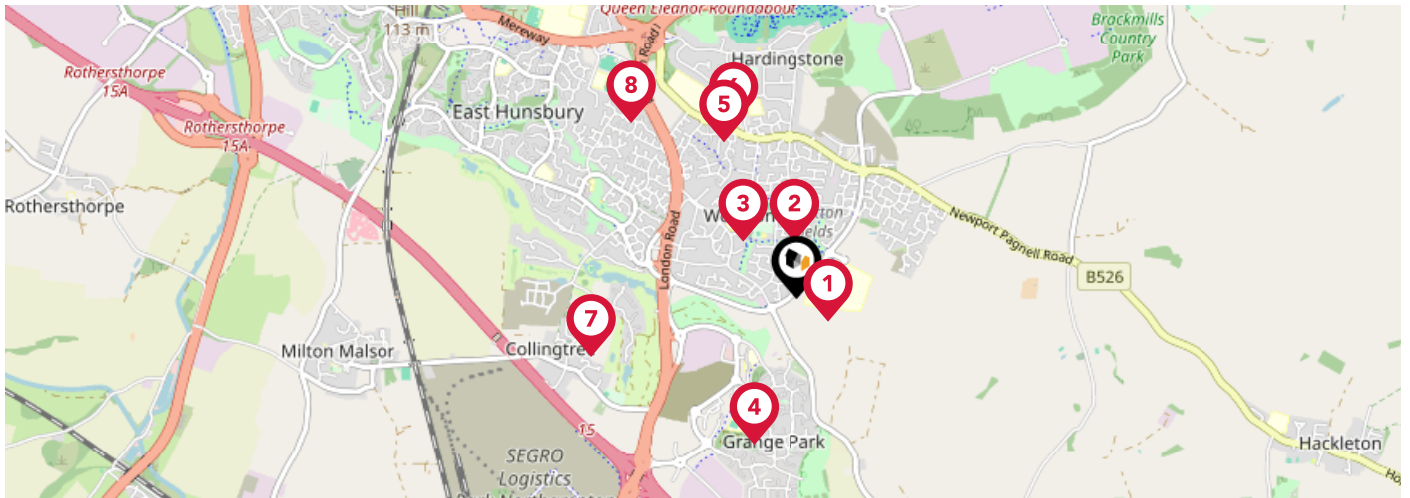 Queen Eleanor Roundabout
Hill
113 m
Mereway
Road
Brackmills
Country
Park
Hardingstone
Rothersthorpe
15A
8
5
East Hunsbury
Rothersthorpe
15A
Rothersthorpe
3
2
Newport Pagnell Road
London Road
B526
1
7
Milton Malsor
4
15
Grange Park
Hackleton
SEGRO
Logistics